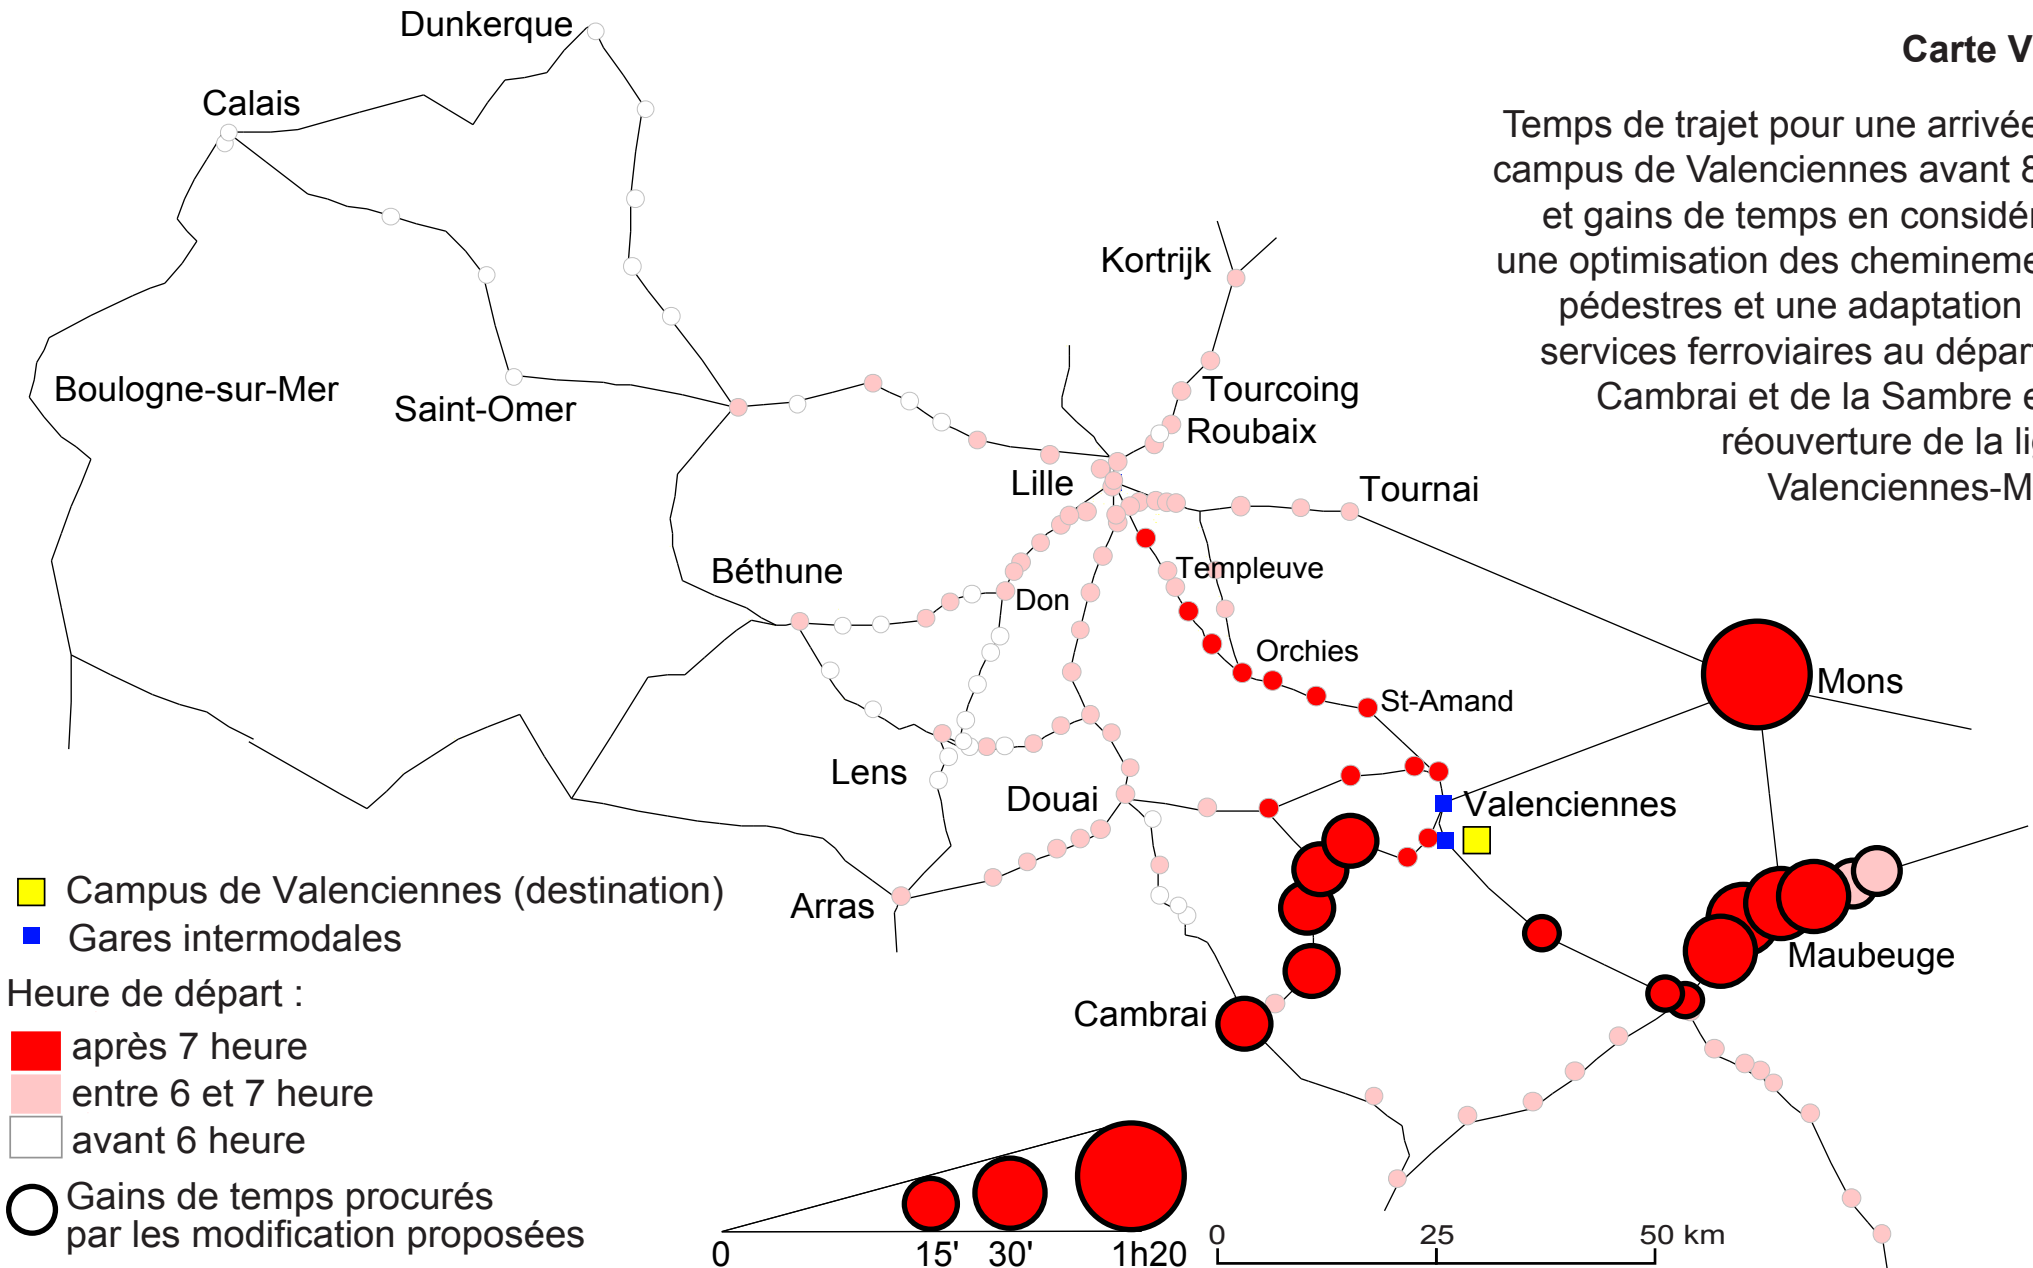 Carte V
Temps de trajet pour une arrivée
campus de Valenciennes avant 8
et gains de temps en considér
une optimisation des chemineme
pédestres et une adaptation
services ferroviaires au dépar
Cambrai et de la Sambre e
réouverture de la li
Valenciennes-M
Dunkerque
Calais
Kortrijk
Boulogne-sur-Mer
Saint-Omer
Tourcoing
Roubaix
Lille
Tournai
Béthune
Templeuve
Don
Orchies
Mons
St-Amand
Lens
Douai
Valenciennes
Arras
Maubeuge
Cambrai
Campus de Valenciennes (destination)
Gares intermodales
Heure de départ :
après 7 heure
entre 6 et 7 heure
avant 6 heure
Gains de temps procurés
par les modification proposées
0 15' 30' 1h20
0 25 50 km